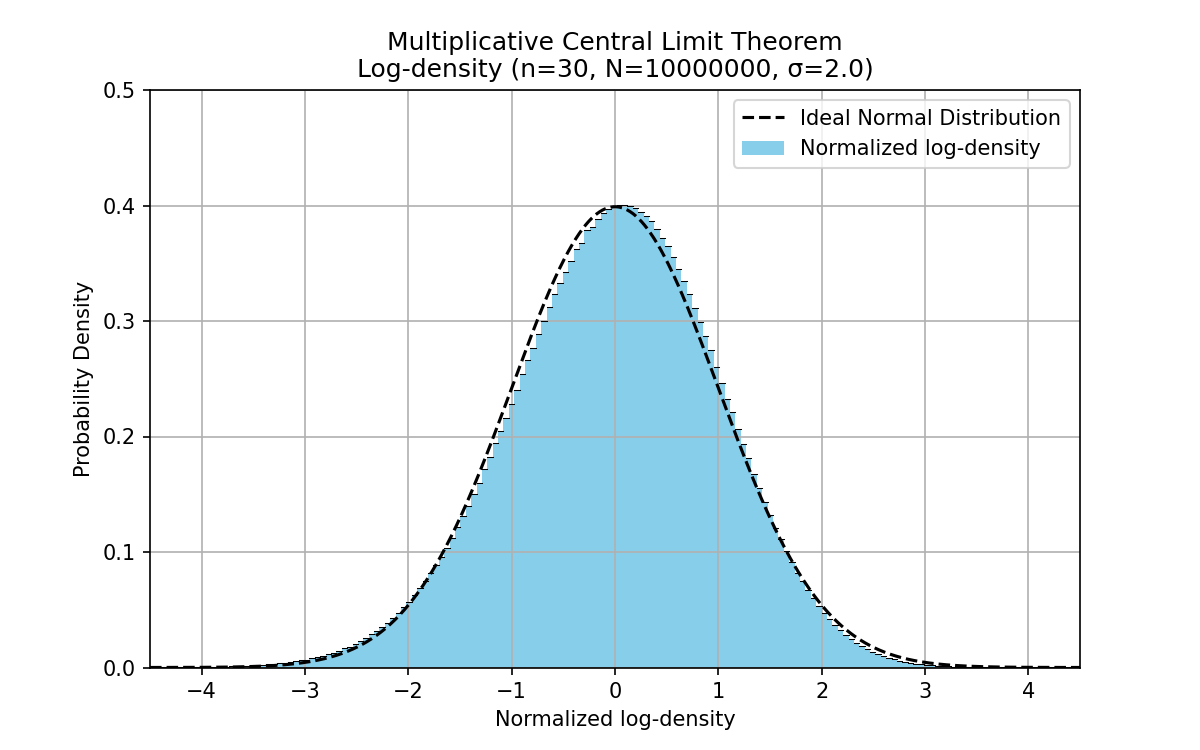 Multiplicative Central Limit Theorem
Log-density (n=30, N=10000000, σ=2.0)
Ideal Normal Distribution
Normalized log-density
Probability Density
0.5
0.4
0.3
0.2
0.1
0.0
−4 −3 −2 −1 0 1 2 3 4
Normalized log-density